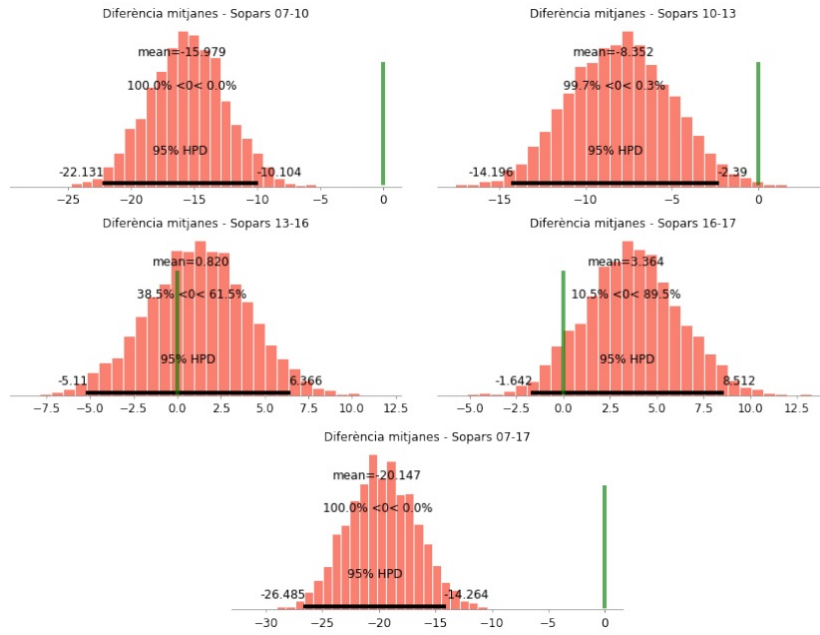 Diferència mitjanes - Sopars 07-10
mean=-15.979
100.0% <0< 0.0%
95% HPD
-22.131 -10.104
−25 −20 −15 −10 −5 0
Diferència mitjanes - Sopars 10-13
mean=-8.352
99.7% <0< 0.3%
95% HPD
-14.196 -2.39
−15 −10 −5 0
Diferència mitjanes - Sopars 13-16
mean=0.820
38.5% <0< 61.5%
95% HPD
-5.11 6.366
−7.5 −5.0 −2.5 0.0 2.5 5.0 7.5 10.0 12.5
Diferència mitjanes - Sopars 16-17
mean=3.364
10.5% <0< 89.5%
95% HPD
-1.642 8.512
−5.0 −2.5 0.0 2.5 5.0 7.5 10.0 12.5
Diferència mitjanes - Sopars 07-17
mean=-20.147
100.0% <0< 0.0%
95% HPD
-26.485 -14.264
−30 −25 −20 −15 −10 −5 0